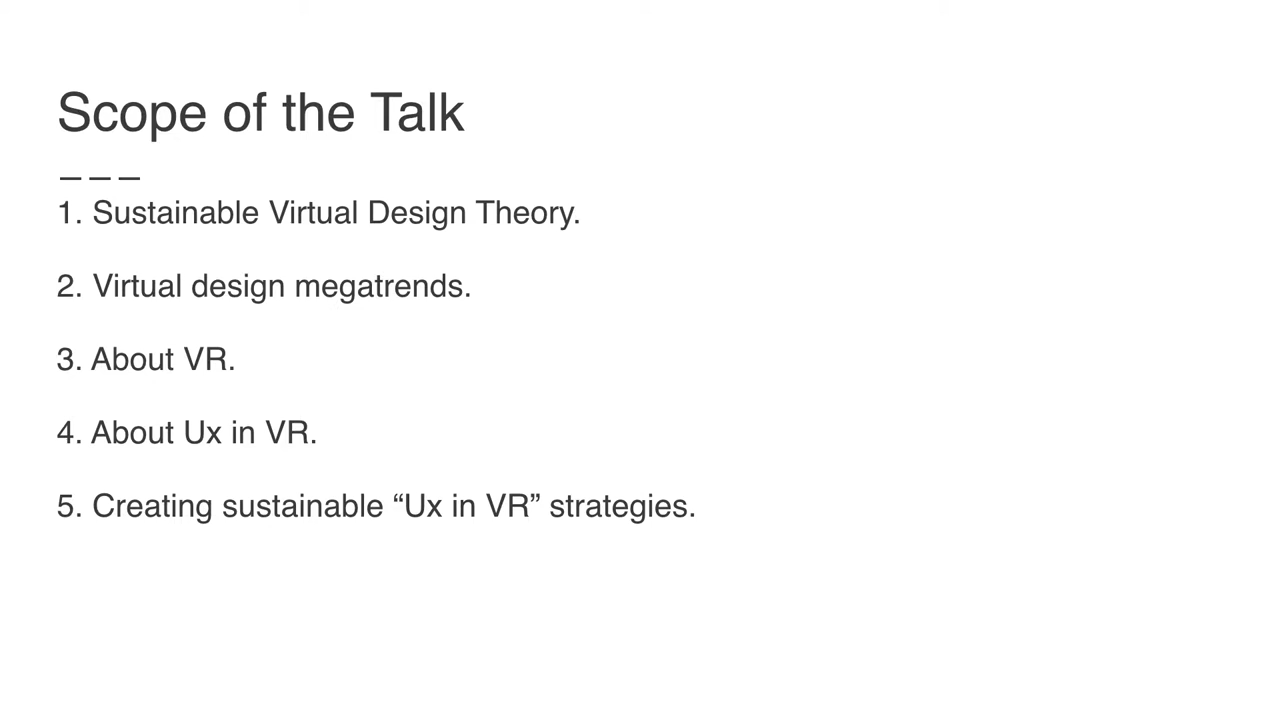 Scope of the Talk
1. Sustainable Virtual Design Theory.
2. Virtual design megatrends.
3. About VR.
4. About Ux in VR.
5. Creating sustainable “Ux in VR” strategies.